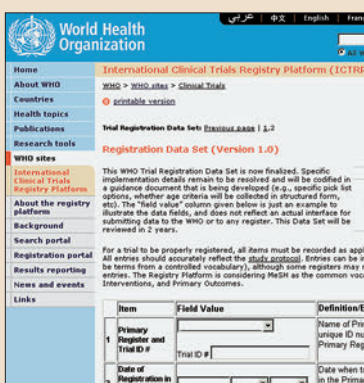 عربي | 中文 | English | Fran
World Health
Organization
All W
Home
About WHO
Countries
Health topics
Publications
Research tools
WHO sites
International
Clinical Trials
Registry Platform
About the registry
platform
Background
Search portal
Registration portal
Results reporting
News and events
Links
International Clinical Trials Registry Platform (ICTRP
WHO > WHO sites > Clinical Trials
printable version
Trial Registration Data Set: Previous page | 1,2
Registration Data Set (Version 1.0)
This WHO Trial Registration Data Set is now finalized. Specific
implementation details remain to be resolved and will be codified in
a guidance document that is being developed (e.g., specific pick list
options, whether age criteria will be collected in structured form,
etc). The "field value" column given below is just an example to
illustrate the data fields, and does not reflect an actual interface for
submitting data to the WHO or to any register. This Data Set will be
reviewed in 2 years.
For a trial to be properly registered, all items must be recorded as appl
All entries should accurately reflect the study protocol. Entries can be i
be terms from a controlled vocabulary), although some registers may r
entries. The Registry Platform is considering MeSH as the common voc
Interventions, and Primary Outcomes.
Item Field Value Definition/E
1 Primary
Register and
Trial ID #
Trial ID #
Name of Prim
unique ID num
Primary Reg
2 Date of
Registration in
Date when t
in the Prima